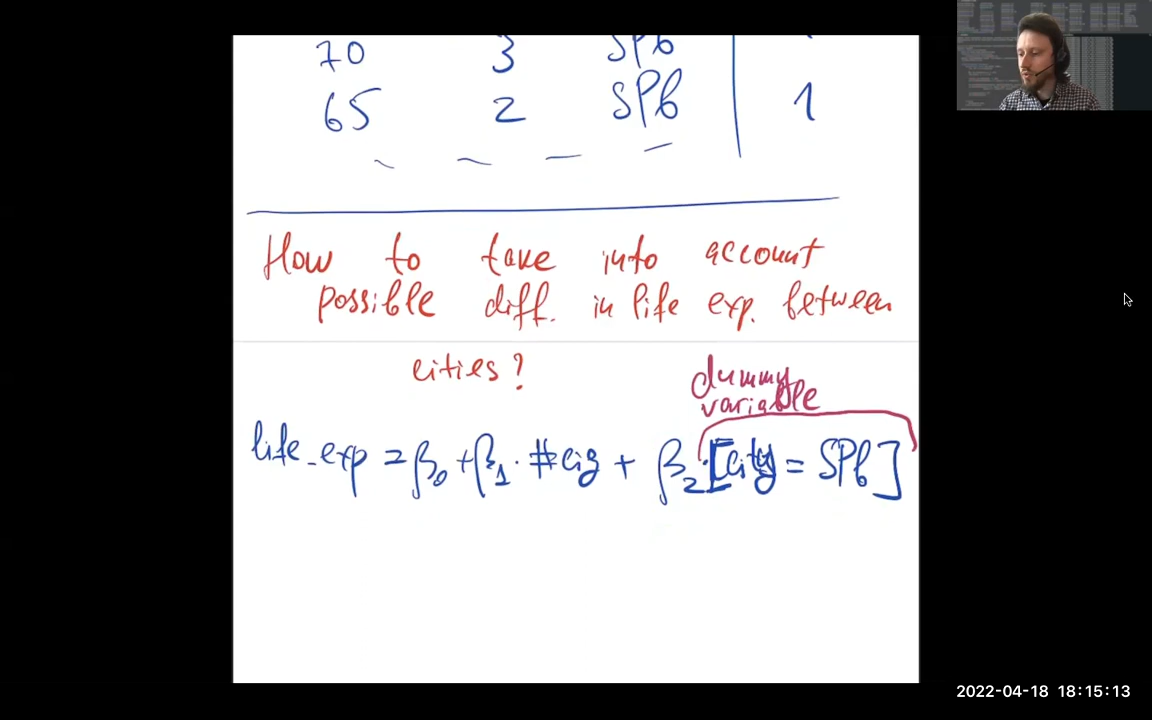 70 3 SPb
65 2 SPb 1
How to take into account
possible diff. in life exp. between
cities?
dummy
variable
life_exp = β₀ + β₁ · #cig + β₂ · [city = SPb]
2022-04-18 18:15:13